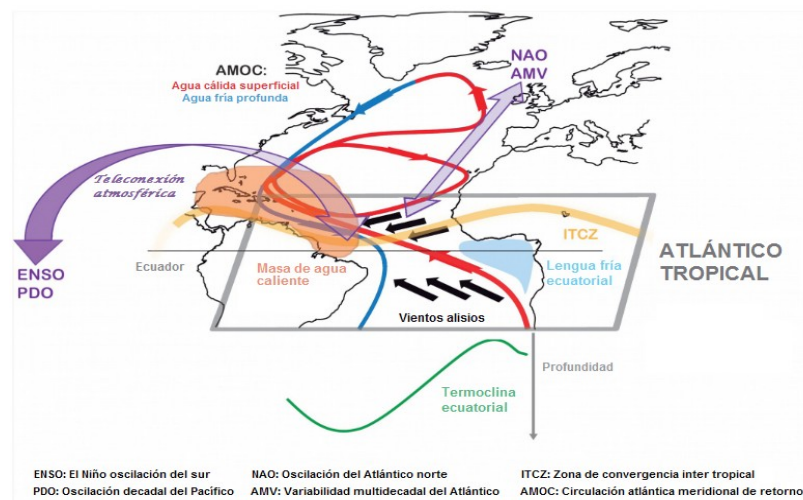 NAO
AMV
AMOC:
Agua cálida superficial
Agua fría profunda
Teleconexión
atmosférica
ITCZ
ATLÁNTICO
TROPICAL
Ecuador
Masa de agua
caliente
Lengua fría
ecuatorial
ENSO
PDO
Vientos alisios
Profundidad
Termoclina
ecuatorial
ENSO: El Niño oscilación del sur
NAO: Oscilación del Atlántico norte
ITCZ: Zona de convergencia inter tropical
PDO: Oscilación decadal del Pacífico
AMV: Variabilidad multidecadal del Atlántico
AMOC: Circulación atlántica meridional de retorno